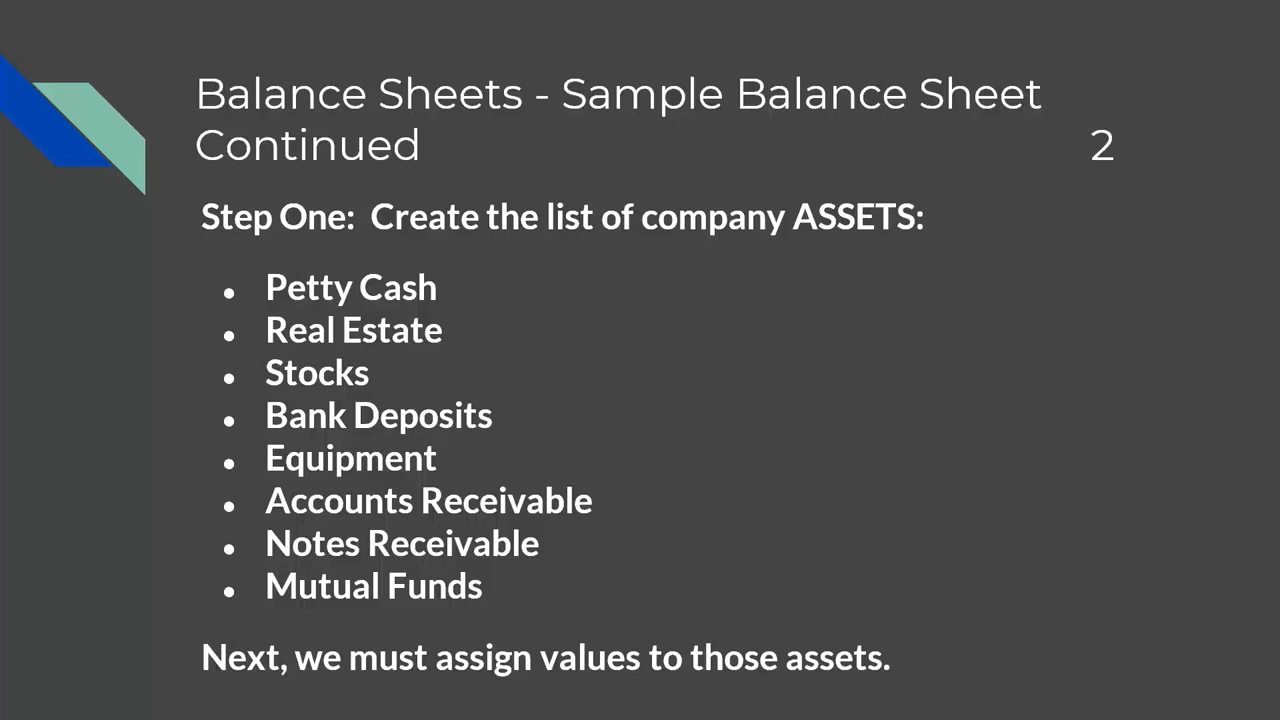 Balance Sheets - Sample Balance Sheet
Continued 2
Step One: Create the list of company ASSETS:
● Petty Cash
● Real Estate
● Stocks
● Bank Deposits
● Equipment
● Accounts Receivable
● Notes Receivable
● Mutual Funds
Next, we must assign values to those assets.